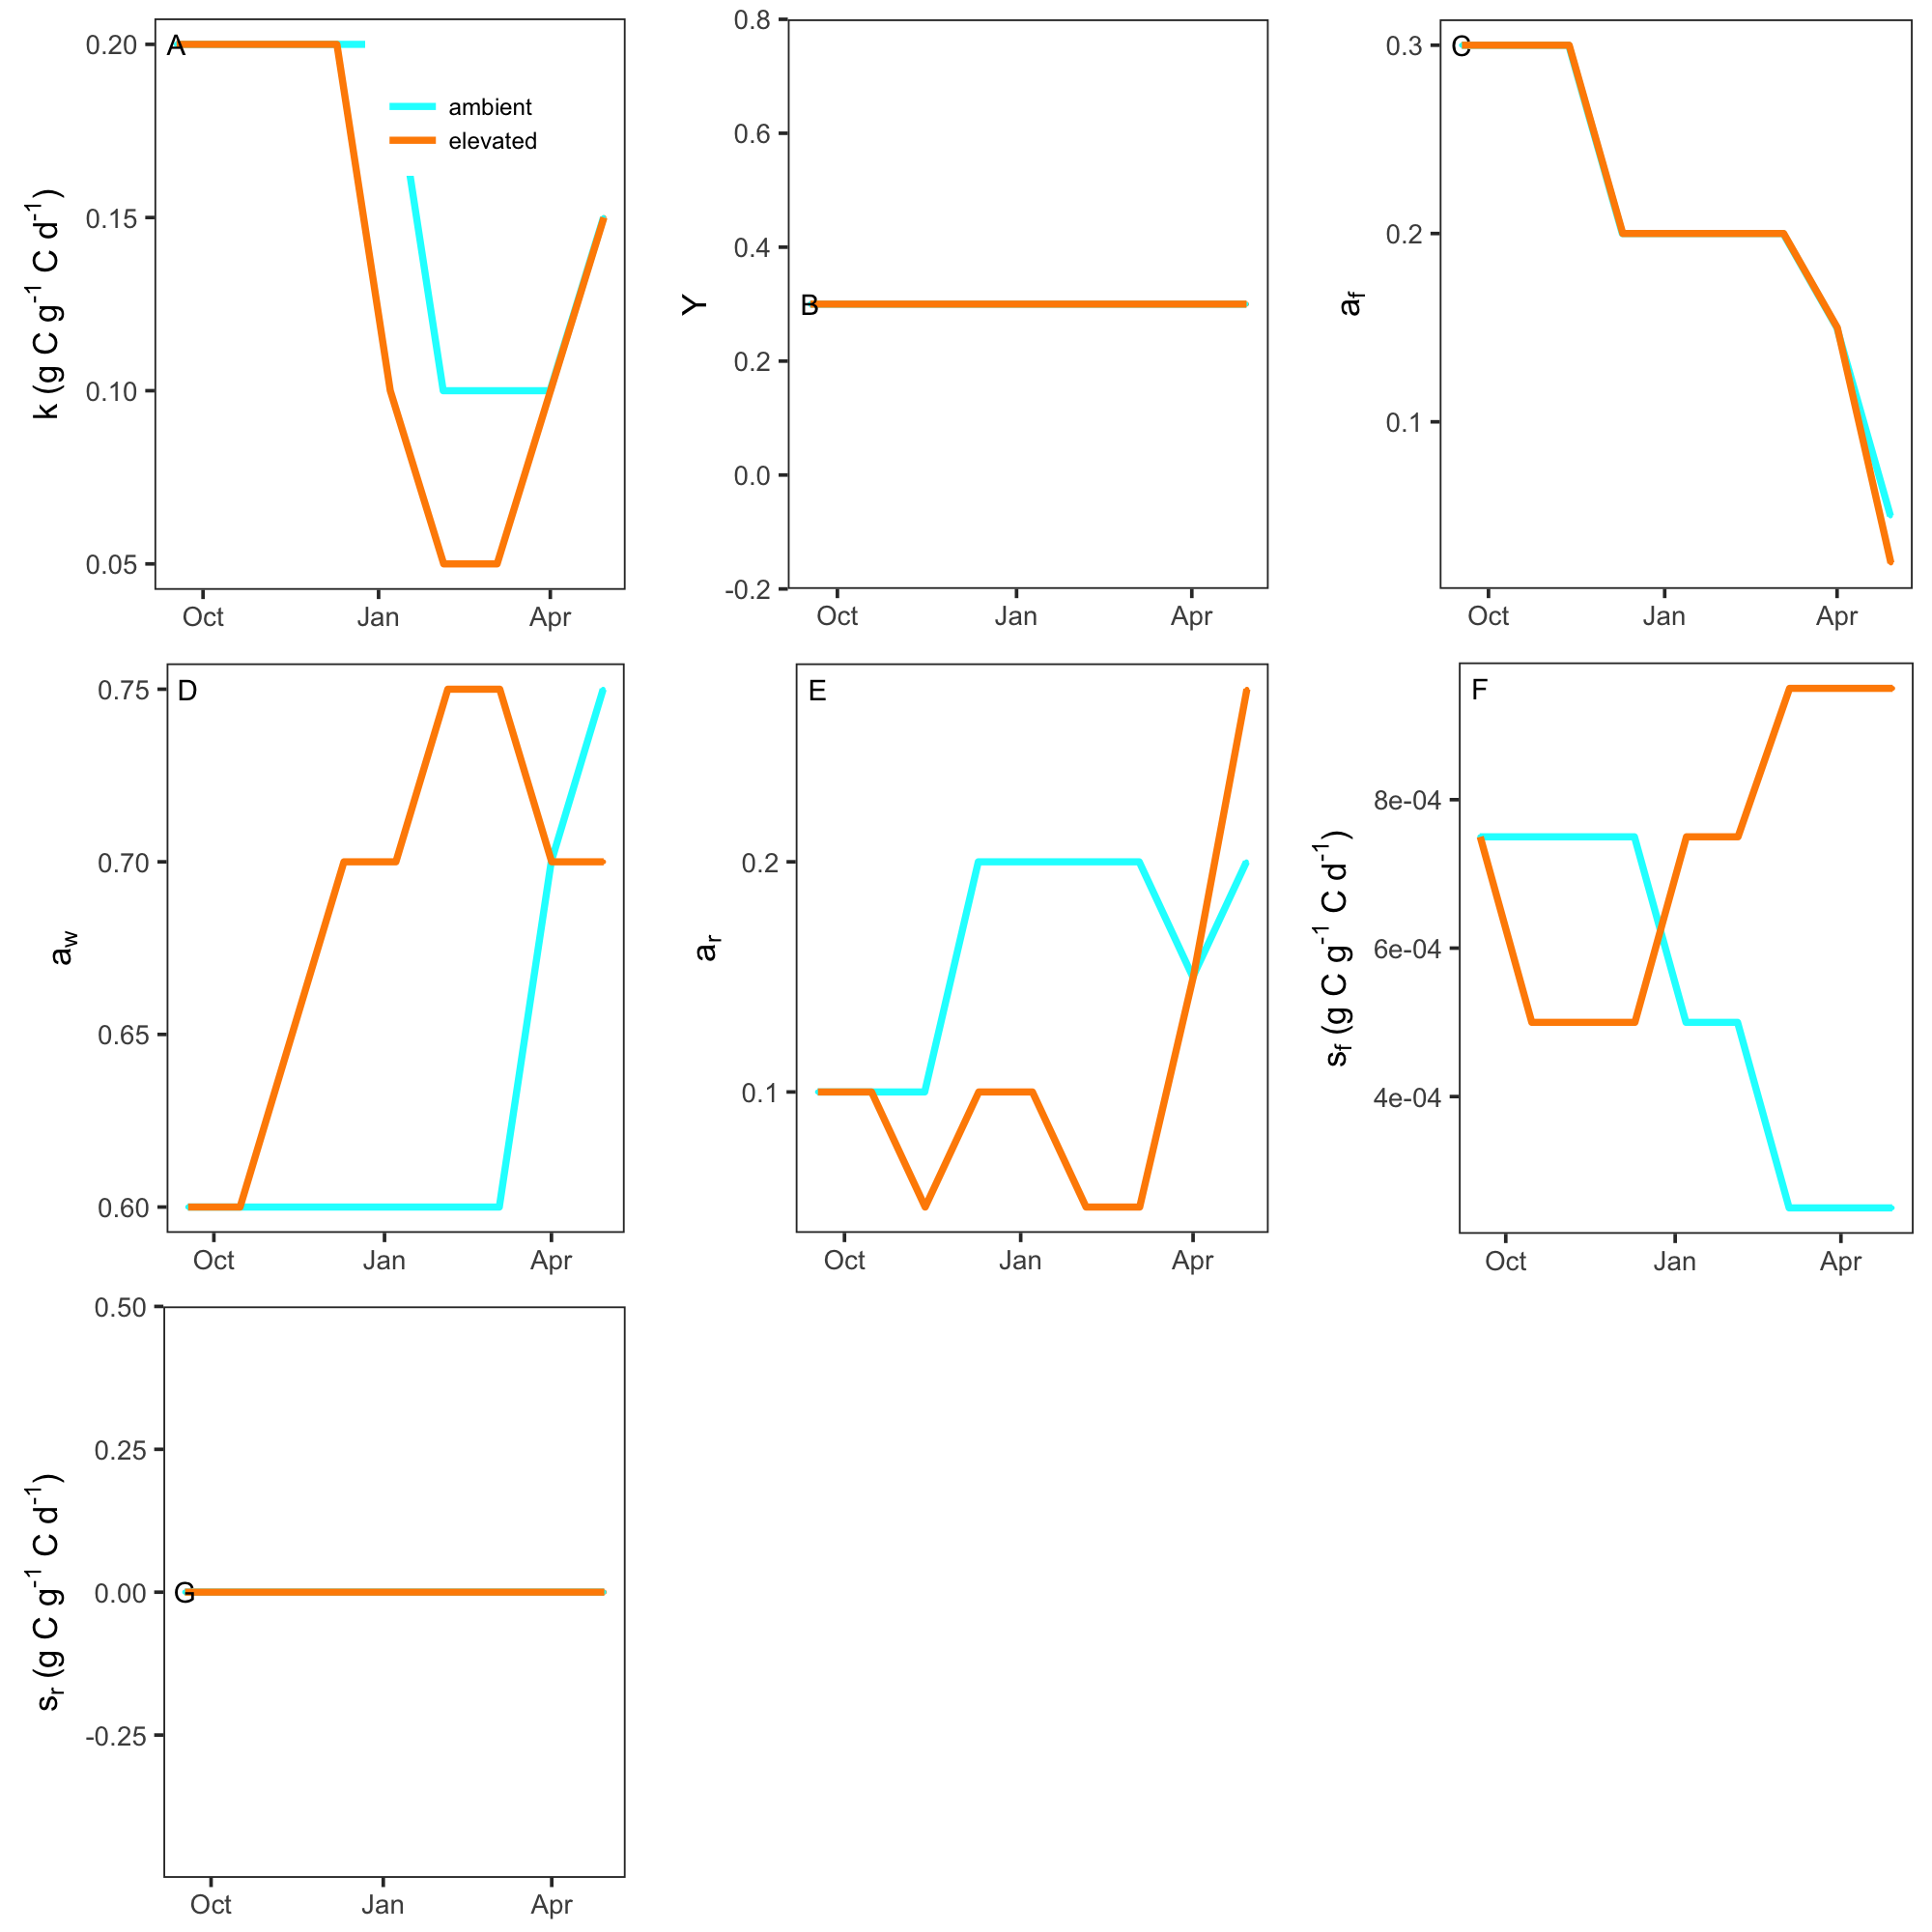 A
0.20
0.15
0.10
0.05
k (g C g⁻¹ C d⁻¹)
ambient
elevated
Oct Jan Apr
B
0.8
0.6
0.4
0.2
0.0
-0.2
Y
Oct Jan Apr
C
0.3
0.2
0.1
af
Oct Jan Apr
D
0.75
0.70
0.65
0.60
aw
Oct Jan Apr
E
0.2
0.1
ar
Oct Jan Apr
F
8e-04
6e-04
4e-04
sf (g C g⁻¹ C d⁻¹)
Oct Jan Apr
G
0.50
0.25
0.00
-0.25
sr (g C g⁻¹ C d⁻¹)
Oct Jan Apr